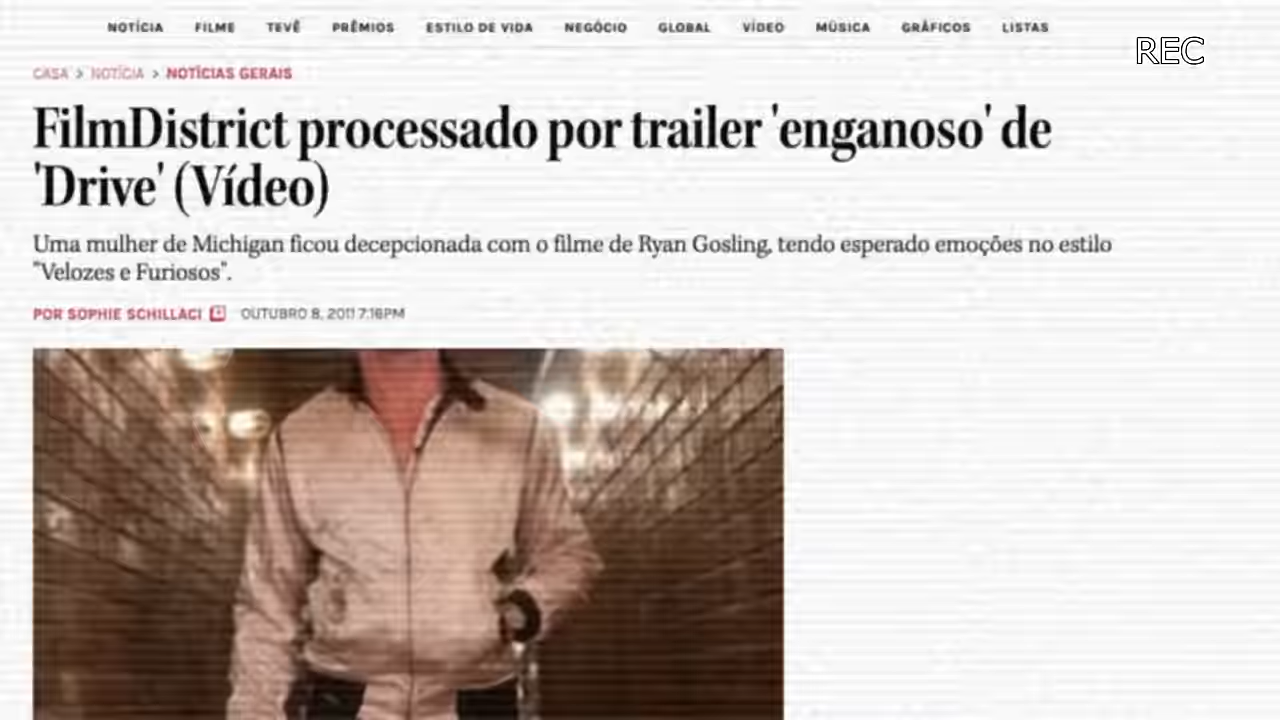 NOTÍCIA FILME TEVÊ PRÊMIOS ESTILO DE VIDA NEGÓCIO GLOBAL VÍDEO MÚSICA GRÁFICOS LISTAS
REC
CASA > NOTÍCIA > NOTÍCIAS GERAIS
FilmDistrict processado por trailer 'enganoso' de
'Drive' (Vídeo)
Uma mulher de Michigan ficou decepcionada com o filme de Ryan Gosling, tendo esperado emoções no estilo
"Velozes e Furiosos".
POR SOPHIE SCHILLACI OUTUBRO 8, 2011 7:16PM